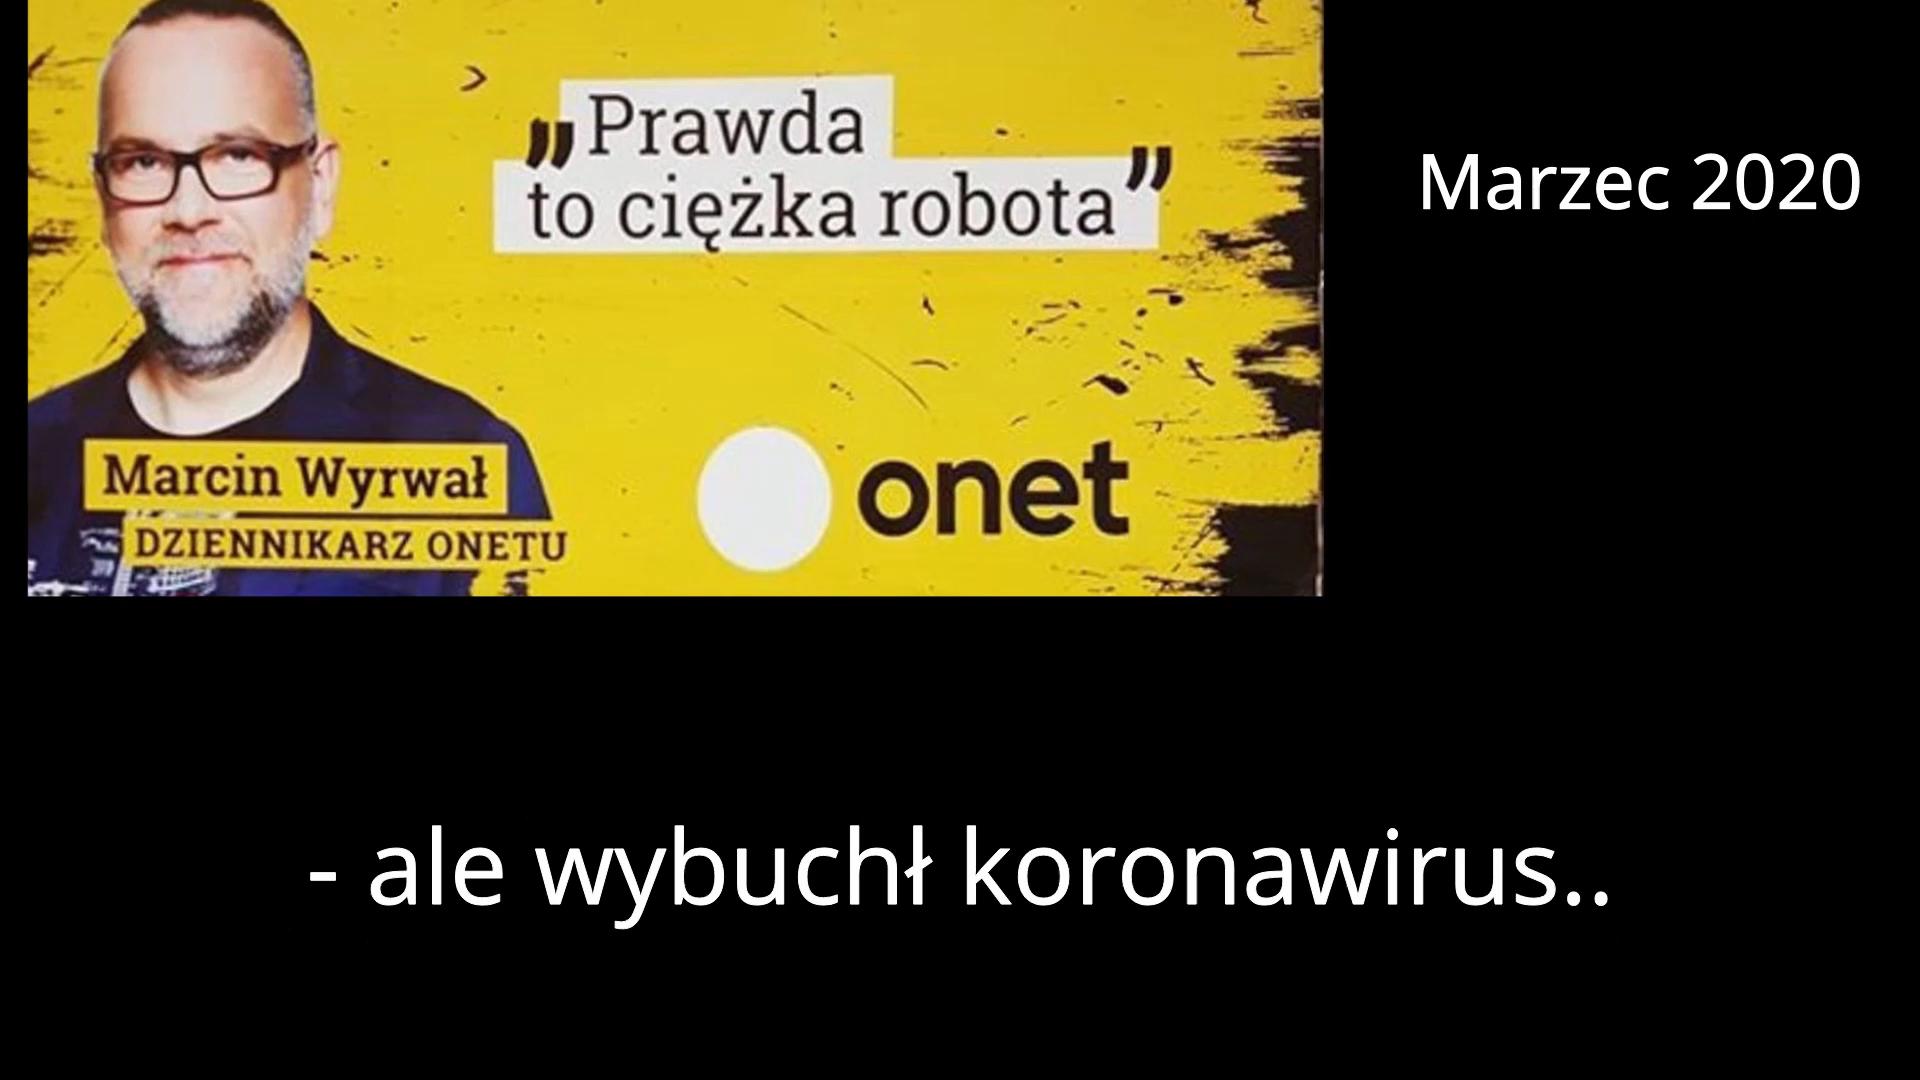 „Prawda
to ciężka robota”
Marzec 2020
Marcin Wyrwał
DZIENNIKARZ ONETU
onet
- ale wybuchł koronawirus..